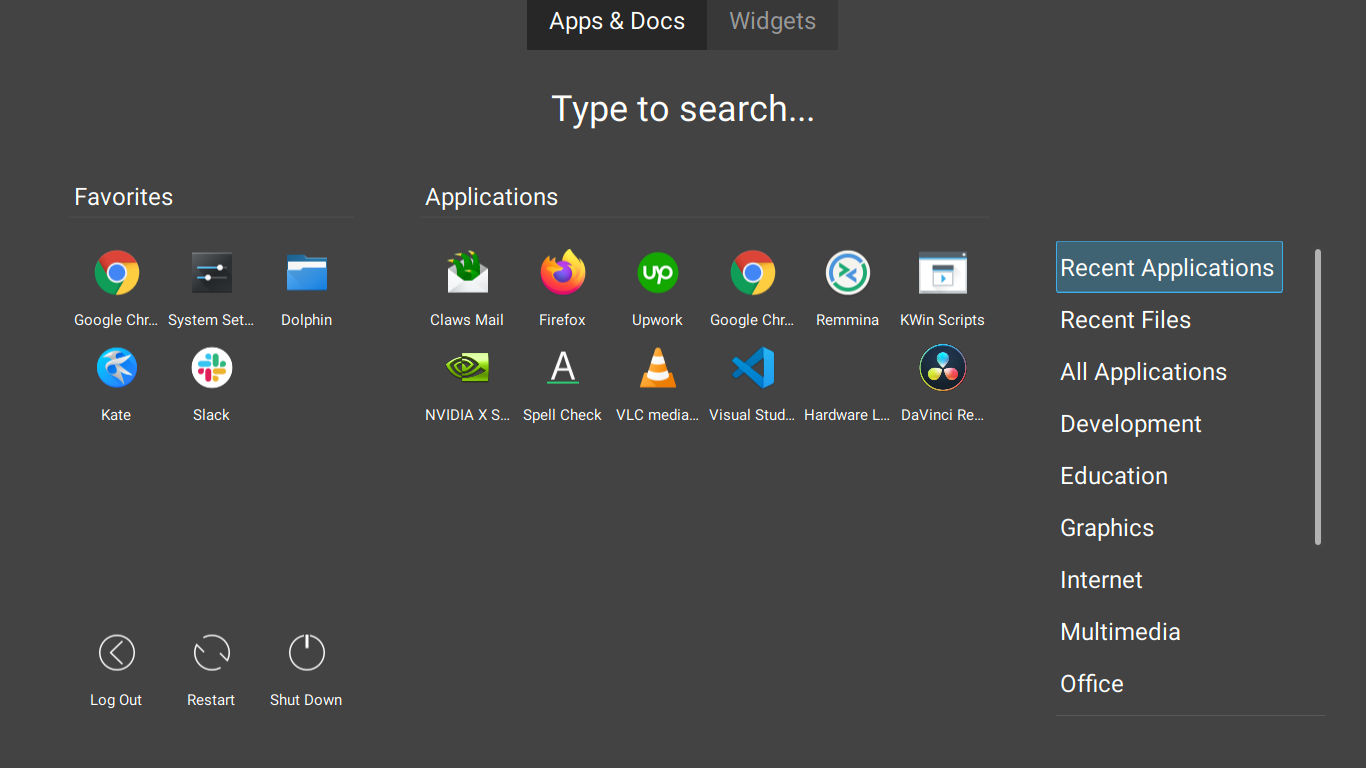 Apps & Docs
Widgets
Type to search...
Favorites
Applications
Google Chr...
System Set...
Dolphin
Kate
Slack
up
Claws Mail
Firefox
Upwork
Google Chr...
Remmina
KWin Scripts
A
NVIDIA X S...
Spell Check
VLC media...
Visual Stud...
Hardware L...
DaVinci Re...
Recent Applications
Recent Files
All Applications
Development
Education
Graphics
Internet
Multimedia
Office
Log Out
Restart
Shut Down